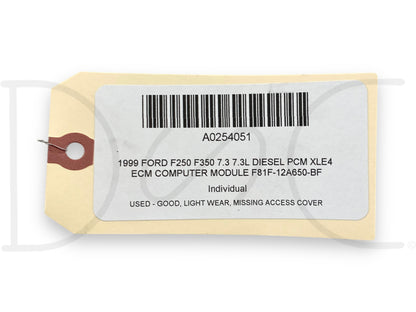 A0254051
1999 FORD F250 F350 7.3 7.3L DIESEL PCM XLE4
ECM COMPUTER MODULE F81F-12A650-BF
Individual
USED - GOOD, LIGHT WEAR, MISSING ACCESS COVER